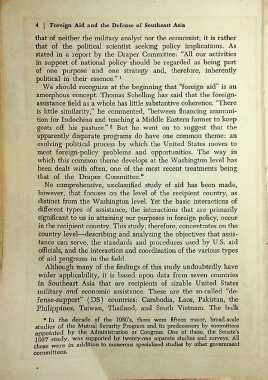 4 | Foreign Aid and the Defense of Southeast Asia
that of neither the military analyst nor the economist; it is rather
that of the political scientist seeking policy implications. As
stated in a report by the Draper Committee: "All our activities
in support of national policy should be regarded as being part
of one purpose and one strategy and, therefore, inherently
political in their essence." 1
We should recognize at the beginning that "foreign aid" is an
amorphous concept. Thomas Schelling has said that the foreign-
assistance field as a whole has little substantive coherence. "There
is little similarity," he commented, "between financing ammuni-
tion for Indochina and teaching a Middle Eastern farmer to keep
goats off his pasture." 2 But he went on to suggest that the
apparently disparate programs do have one common theme: an
evolving political process by which the United States moves to
meet foreign-policy problems and opportunities. The way in
which this common theme develops at the Washington level has
been dealt with often, one of the most recent treatments being
that of the Draper Committee.*
No comprehensive, unclassified study of aid has been made,
however, that focuses on the level of the recipient country, as
distinct from the Washington level. Yet the basic interactions of
different types of assistance, the interactions that are primarily
significant to us in attaining our purposes in foreign policy, occur
in the recipient country. This study, therefore, concentrates on the
country level—describing and analyzing the objectives that assis-
tance can serve, the standards and procedures used by U.S. aid
officials, and the interaction and coordination of the various types
of aid programs in the field.
Although many of the findings of this study undoubtedly have
wider applicability, it is based upon data from seven countries
in Southeast Asia that are recipients of sizable United States
military and economic assistance. These are the so-called "de-
fense-support" (DS) countries: Cambodia, Laos, Pakistan, the
Philippines, Taiwan, Thailand, and South Vietnam. The bulk
* In the decade of the 1950's, there were fifteen major, broad-scale
studies of the Mutual Security Program and its predecessors by committees
appointed by the Administration or Congress. One of these, the Senate's
1957 study, was supported by twenty-one separate studies and surveys. All
these were in addition to numerous specialized studies by other government
committees.